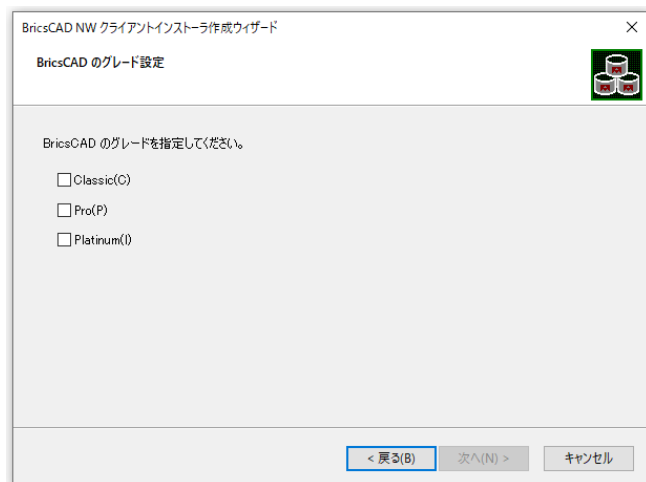 BricsCAD NW クライアントインストーラ作成ウィザード
BricsCAD のグレード設定
BricsCAD のグレードを指定してください。
Classic(C)
Pro(P)
Platinum(I)
< 戻る(B) 次へ(N) > キャンセル